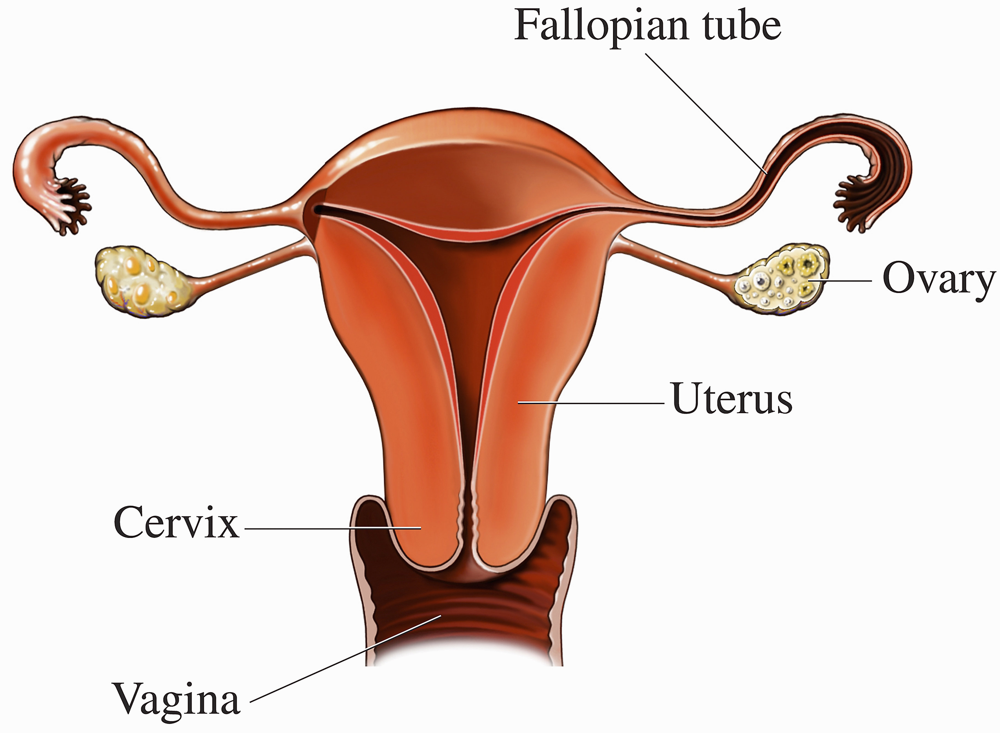 Fallopian tube
Ovary
Uterus
Cervix
Vagina